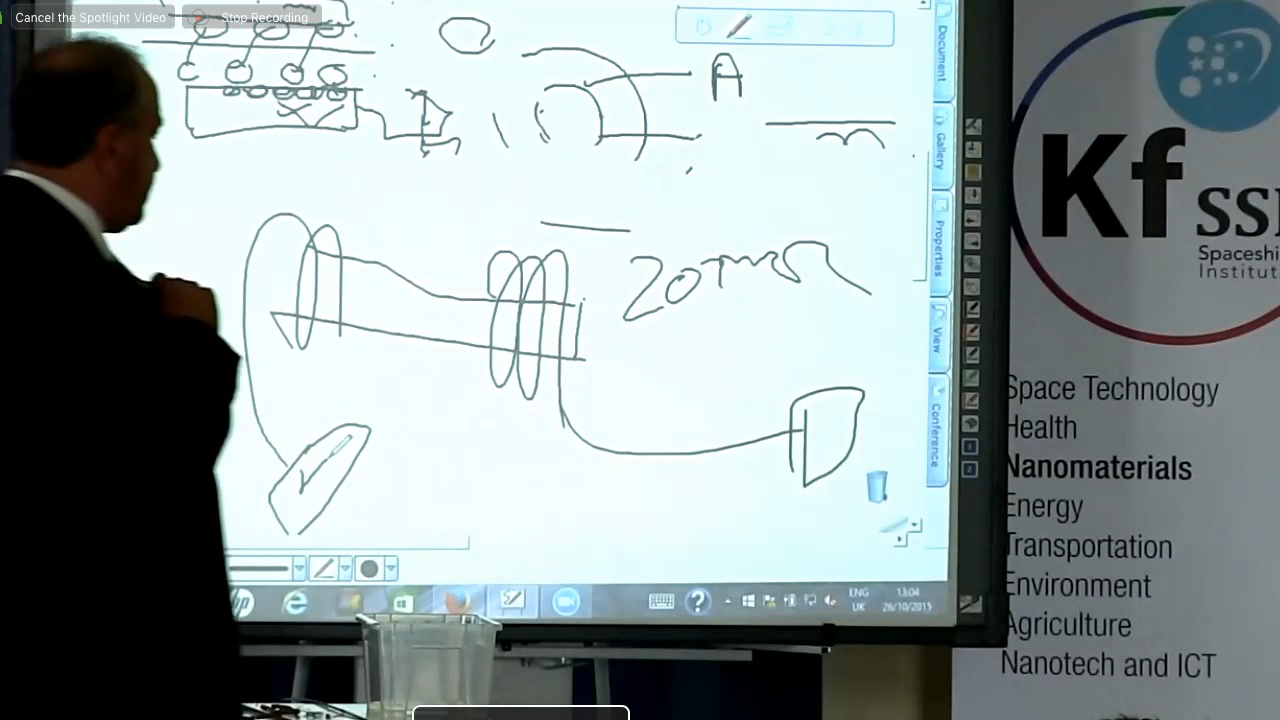 Cancel the Spotlight Video
Stop Recording
A
Document
Gallery
Properties
View
Conference
Kf
SSI
Spaceshi
Institut
Space Technology
Health
Nanomaterials
Energy
Transportation
Environment
Agriculture
Nanotech and ICT
hp
?
ENG
UK
13:04
26/10/2015